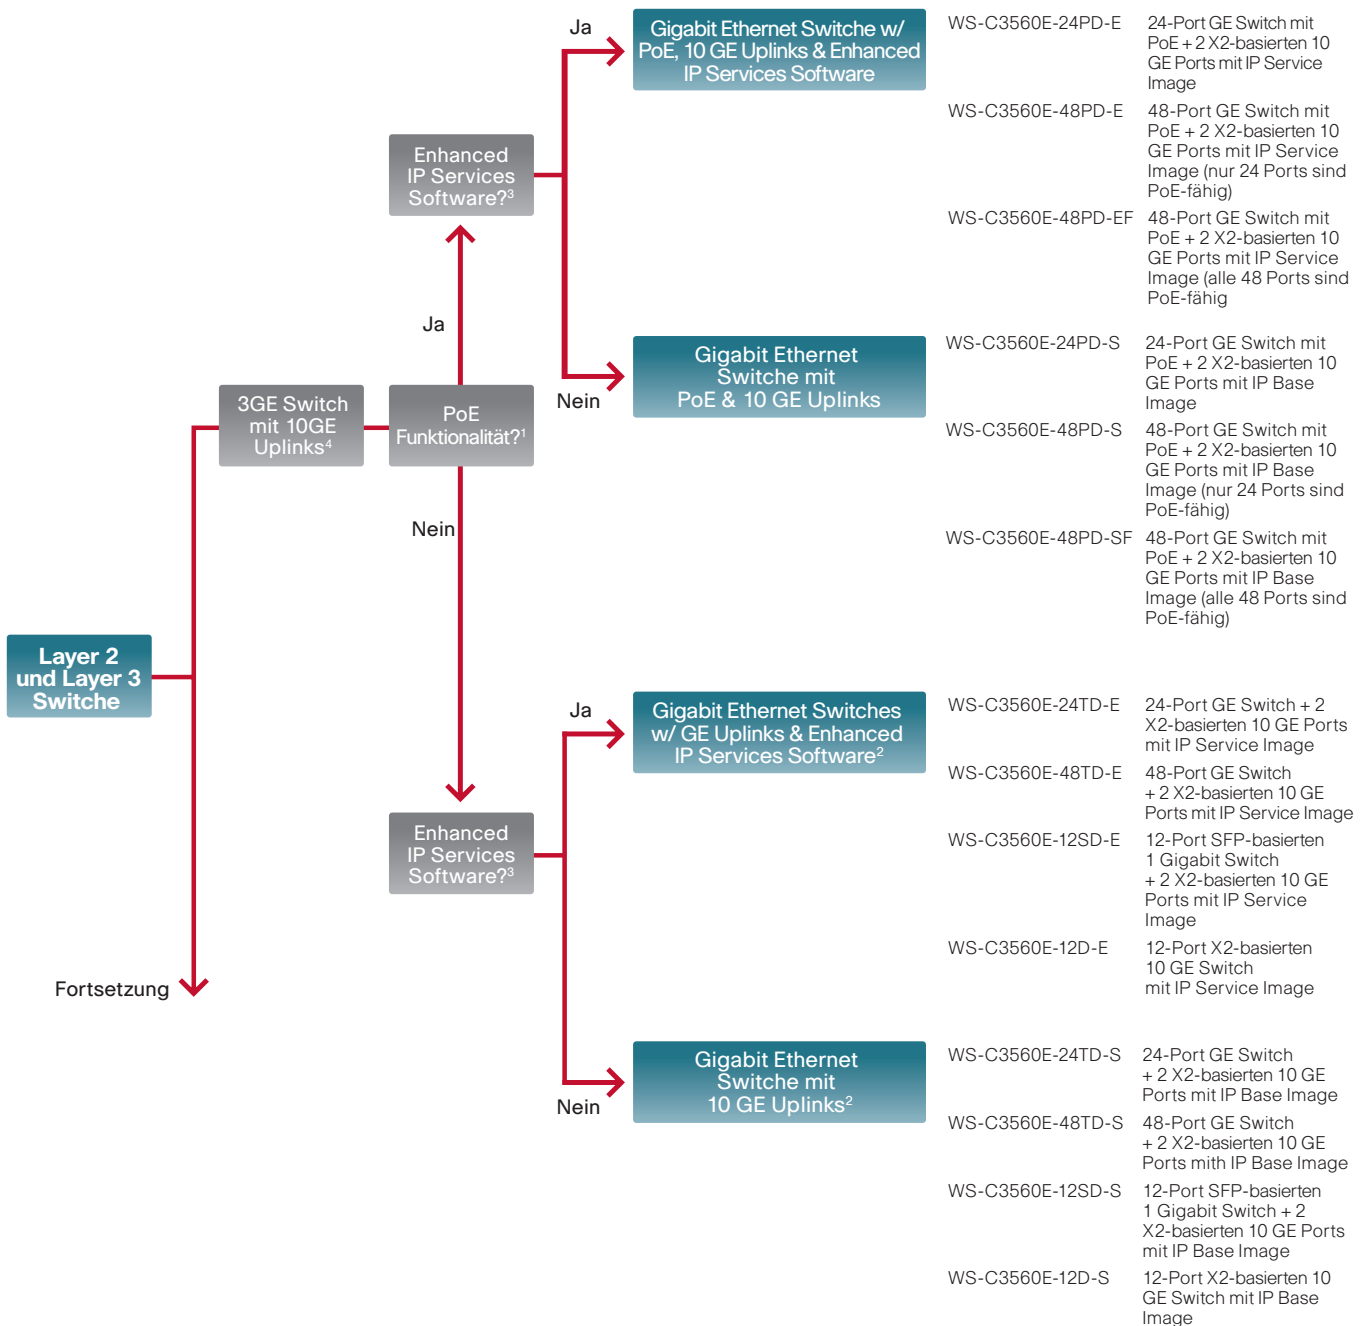 Ja
Gigabit Ethernet Switche w/
PoE, 10 GE Uplinks & Enhanced
IP Services Software
WS-C3560E-24PD-E
24-Port GE Switch mit
PoE + 2 X2-basierten 10
GE Ports mit IP Service
Image
WS-C3560E-48PD-E
48-Port GE Switch mit
PoE + 2 X2-basierten 10
GE Ports mit IP Service
Image (nur 24 Ports sind
PoE-fähig)
WS-C3560E-48PD-EF
48-Port GE Switch mit
PoE + 2 X2-basierten 10
GE Ports mit IP Service
Image (alle 48 Ports sind
PoE-fähig
Enhanced
IP Services
Software?³
Ja
Nein
Gigabit Ethernet
Switche mit
PoE & 10 GE Uplinks
WS-C3560E-24PD-S
24-Port GE Switch mit
PoE + 2 X2-basierten 10
GE Ports mit IP Base
Image
WS-C3560E-48PD-S
48-Port GE Switch mit
PoE + 2 X2-basierten 10
GE Ports mit IP Base
Image (nur 24 Ports sind
PoE-fähig)
WS-C3560E-48PD-SF
48-Port GE Switch mit
PoE + 2 X2-basierten 10
GE Ports mit IP Base
Image (alle 48 Ports sind
PoE-fähig)
3GE Switch
mit 10GE
Uplinks⁴
PoE
Funktionalität?¹
Nein
Layer 2
und Layer 3
Switche
Ja
Gigabit Ethernet Switches
w/ GE Uplinks & Enhanced
IP Services Software²
WS-C3560E-24TD-E
24-Port GE Switch + 2
X2-basierten 10 GE Ports
mit IP Service Image
WS-C3560E-48TD-E
48-Port GE Switch
+ 2 X2-basierten 10 GE
Ports mit IP Service Image
WS-C3560E-12SD-E
12-Port SFP-basierten
1 Gigabit Switch
+ 2 X2-basierten 10 GE
Ports mit IP Service
Image
WS-C3560E-12D-E
12-Port X2-basierten
10 GE Switch
mit IP Service Image
Enhanced
IP Services
Software?³
Fortsetzung
Nein
Gigabit Ethernet
Switche mit
10 GE Uplinks²
WS-C3560E-24TD-S
24-Port GE Switch
+ 2 X2-basierten 10 GE
Ports mit IP Base Image
WS-C3560E-48TD-S
48-Port GE Switch
+ 2 X2-basierten 10 GE
Ports mith IP Base Image
WS-C3560E-12SD-S
12-Port SFP-basierten
1 Gigabit Switch + 2
X2-basierten 10 GE Ports
mit IP Base Image
WS-C3560E-12D-S
12-Port X2-basierten 10
GE Switch mit IP Base
Image